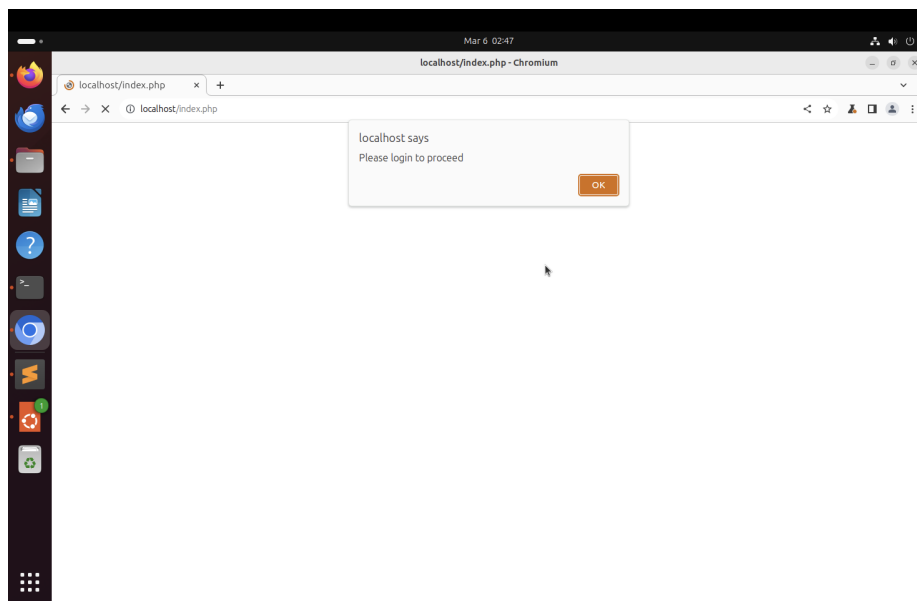 Mar 6 02:47
localhost/index.php - Chromium
localhost/index.php
localhost/index.php
localhost says
Please login to proceed
OK
1